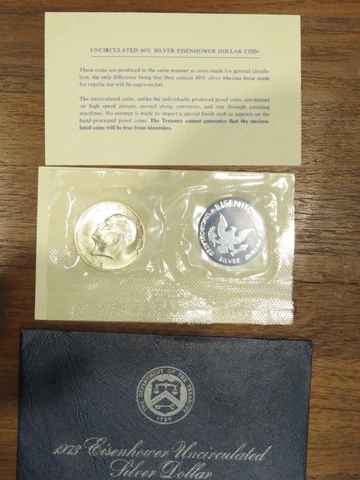 UNCIRCULATED 40% SILVER EISENHOWER DOLLAR COIN
These coins are produced in the same manner as coins made for general circula-
tion, the only difference being that they contain 40% silver whereas those made
for regular use will be cupro-nickel.
The uncirculated coins, unlike the individually produced proof coins, are minted
on high speed presses, moved along conveyors, and run through counting
machines. No attempt is made to impart a special finish such as appears on the
hand-processed proof coins. The Treasury cannot guarantee that the uncircu-
lated coins will be free from blemishes.
UNCIRCULATED EISENHOWER
SILVER DOLLAR
THE DEPARTMENT OF THE TREASURY
1789
1973 Eisenhower Uncirculated
Silver Dollar